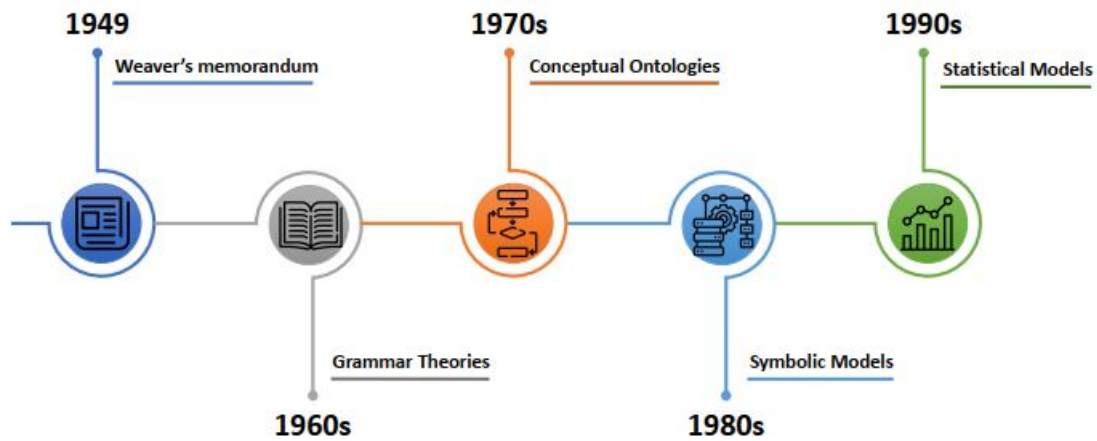 1949
Weaver's memorandum
1970s
Conceptual Ontologies
1990s
Statistical Models
Grammar Theories
1960s
Symbolic Models
1980s